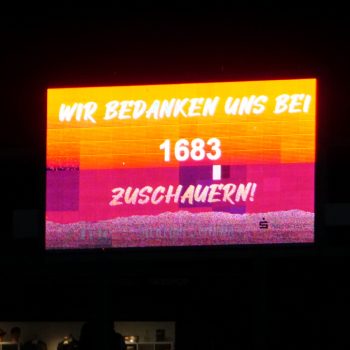 WIR BEDANKEN UNS BEI
1683
ZUSCHAUERN!